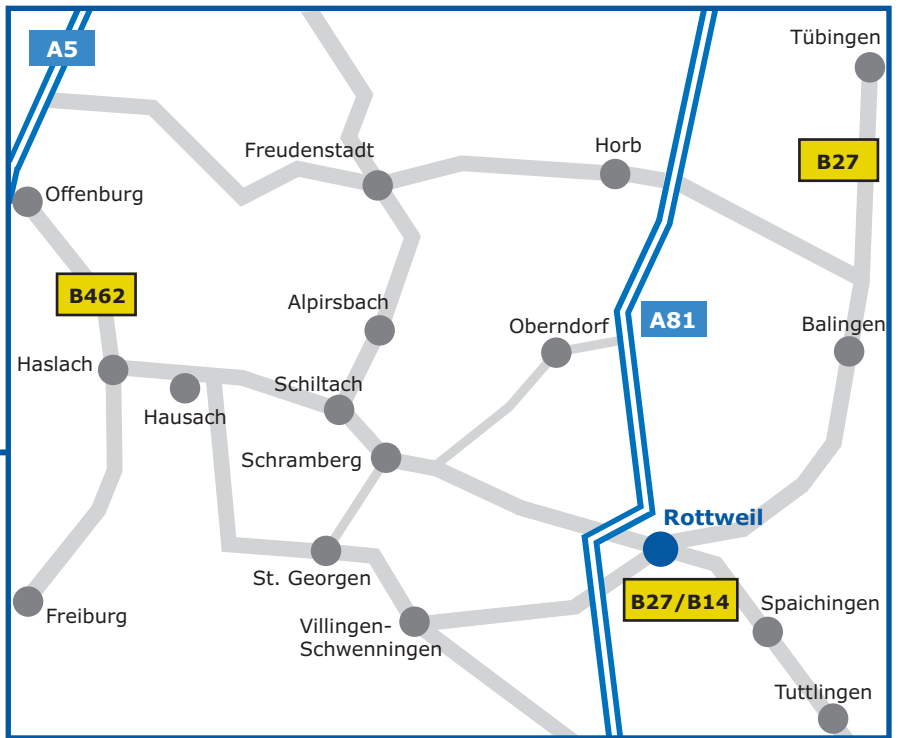 A5
Tübingen
Freudenstadt
Horb
B27
Offenburg
B462
Alpirsbach
Oberndorf
A81
Balingen
Haslach
Schiltach
Hausach
Schramberg
Rottweil
St. Georgen
B27/B14
Spaichingen
Freiburg
Villingen-
Schwenningen
Tuttlingen